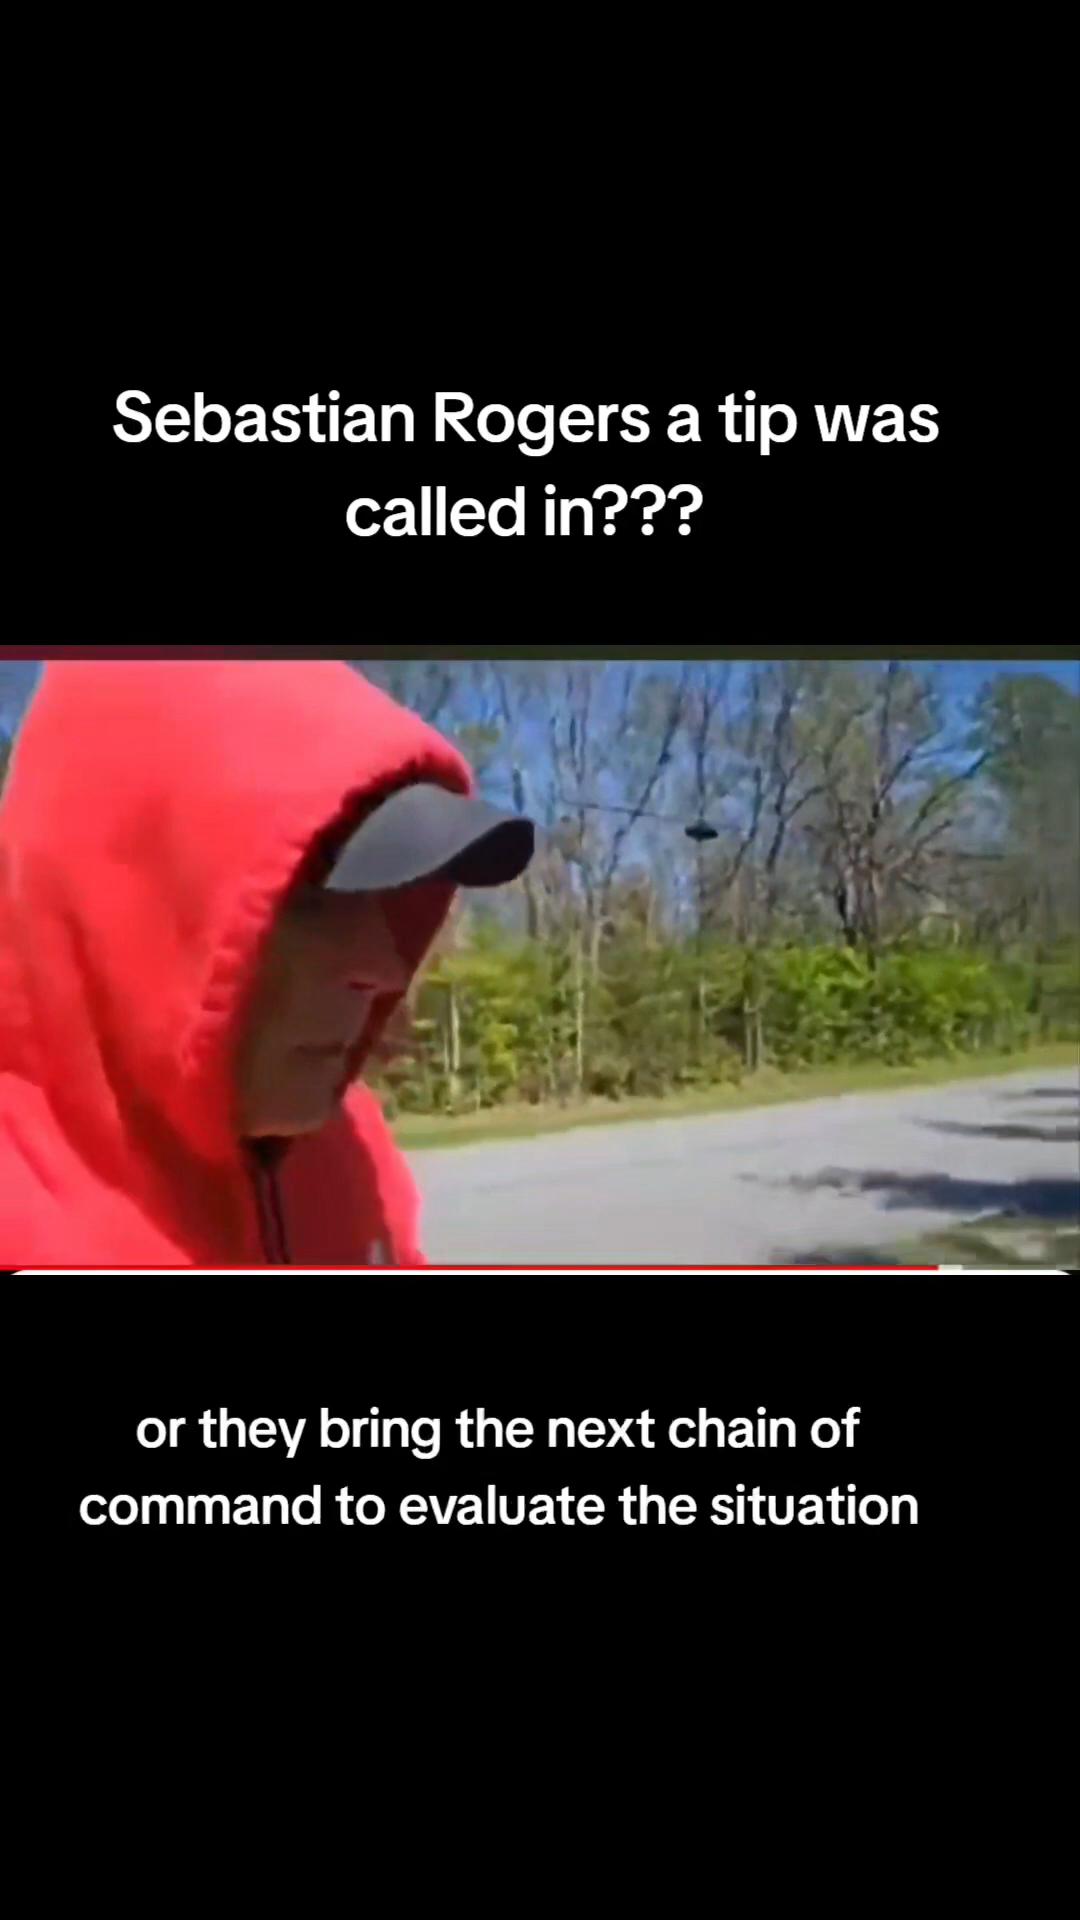 Sebastian Rogers a tip was
called in???
or they bring the next chain of
command to evaluate the situation